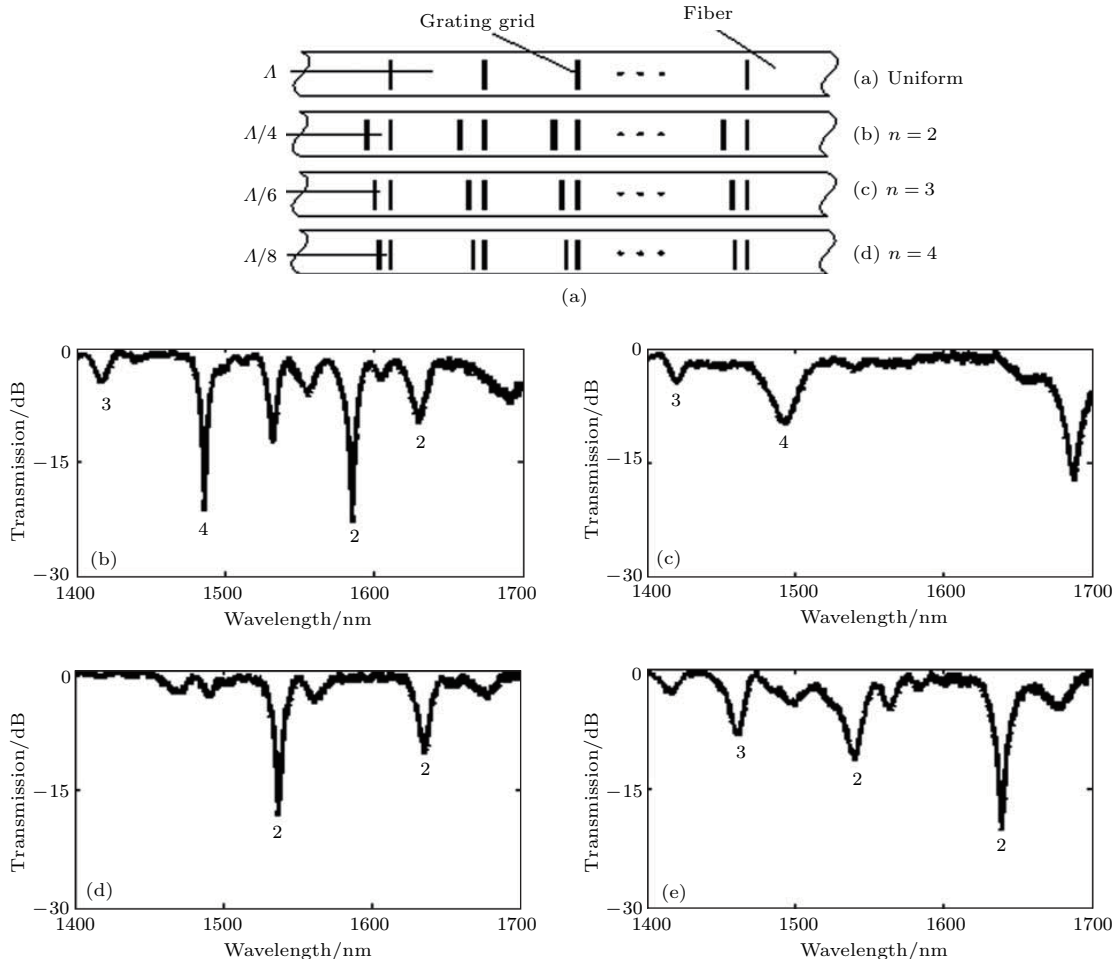 Grating grid
Fiber
Λ
(a) Uniform
Λ/4
(b) n = 2
Λ/6
(c) n = 3
Λ/8
(d) n = 4
(a)
0
−15
−30
Transmission/dB
3
4
2
2
(b)
1400
1500
1600
1700
Wavelength/nm
0
−15
−30
Transmission/dB
3
4
(c)
1400
1500
1600
1700
Wavelength/nm
0
−15
−30
Transmission/dB
2
2
(d)
1400
1500
1600
1700
Wavelength/nm
0
−15
−30
Transmission/dB
3
2
2
(e)
1400
1500
1600
1700
Wavelength/nm